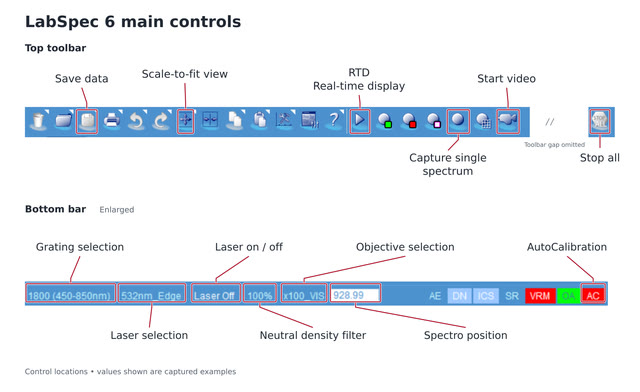 LabSpec 6 main controls
Top toolbar
Save data
Scale-to-fit view
RTD
Real-time display
Start video
//
Toolbar gap omitted
Capture single
spectrum
Stop all
Bottom bar Enlarged
Grating selection
Laser on / off
Objective selection
AutoCalibration
1800 (450-850nm) 532nm_Edge Laser Off 100% x100_VIS 928.99 AE DN ICS SR VRM OA AC
Laser selection
Neutral density filter
Spectro position
Control locations • values shown are captured examples